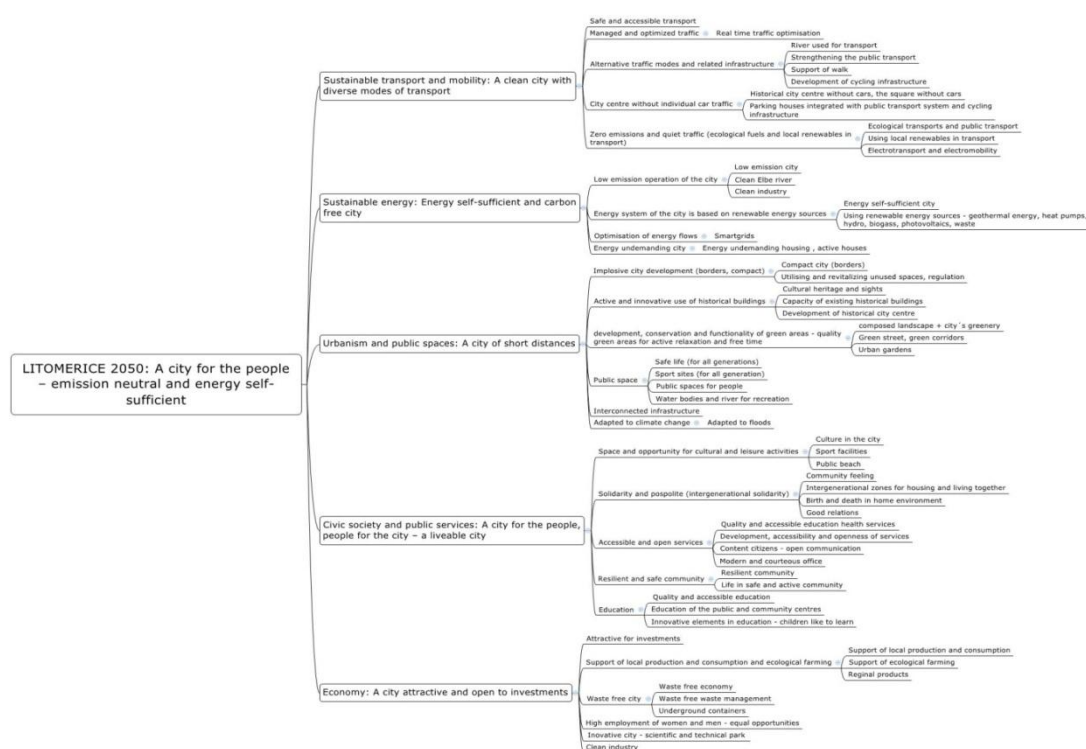 LITOMERICE 2050: A city for the people
– emission neutral and energy self-
sufficient
Sustainable transport and mobility: A clean city with
diverse modes of transport
Safe and accessible transport
Managed and optimized traffic
Real time traffic optimisation
Alternative traffic modes and related infrastructure
River used for transport
Strengthening the public transport
Support of walk
Development of cycling infrastructure
City centre without individual car traffic
Historical city centre without cars, the square without cars
Parking houses integrated with public transport system and cycling
infrastructure
Zero emissions and quiet traffic (ecological fuels and local renewables in
transport)
Ecological transports and public transport
Using local renewables in transport
Electrotransport and electromobility
Sustainable energy: Energy self-sufficient and carbon
free city
Low emission operation of the city
Low emission city
Clean Elbe river
Clean industry
Energy system of the city is based on renewable energy sources
Energy self-sufficient city
Using renewable energy sources - geothermal energy, heat pumps,
hydro, biogass, photovoltaics, waste
Optimisation of energy flows
Smartgrids
Energy undemanding city
Energy undemanding housing , active houses
Urbanism and public spaces: A city of short distances
Implosive city development (borders, compact)
Compact city (borders)
Utilising and revitalizing unused spaces, regulation
Active and innovative use of historical buildings
Cultural heritage and sights
Capacity of existing historical buildings
Development of historical city centre
development, conservation and functionality of green areas - quality
green areas for active relaxation and free time
composed landscape + city´s greenery
Green street, green corridors
Urban gardens
Public space
Safe life (for all generations)
Sport sites (for all generation)
Public spaces for people
Water bodies and river for recreation
Interconnected infrastructure
Adapted to climate change
Adapted to floods
Civic society and public services: A city for the people,
people for the city – a liveable city
Space and opportunity for cultural and leisure activities
Culture in the city
Sport facilities
Public beach
Solidarity and pospolite (intergenerational solidarity)
Community feeling
Intergenerational zones for housing and living together
Birth and death in home environment
Good relations
Accessible and open services
Quality and accessible education health services
Development, accessibility and openness of services
Content citizens - open communication
Modern and courteous office
Resilient and safe community
Resilient community
Life in safe and active community
Education
Quality and accessible education
Education of the public and community centres
Innovative elements in education - children like to learn
Economy: A city attractive and open to investments
Attractive for investments
Support of local production and consumption and ecological farming
Support of local production and consumption
Support of ecological farming
Reginal products
Waste free city
Waste free economy
Waste free waste management
Underground containers
High employment of women and men - equal opportunities
Inovative city - scientific and technical park
Clean industry